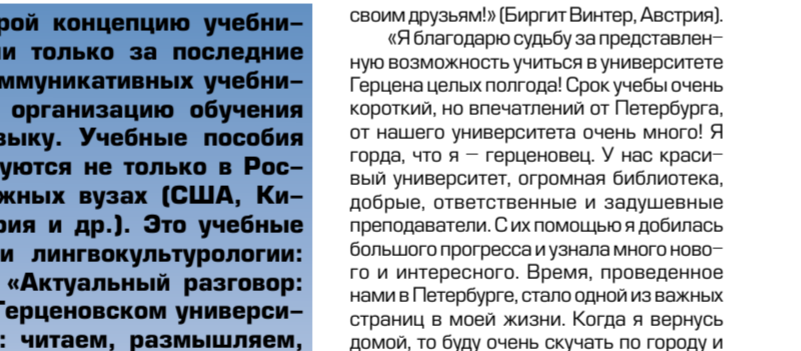 рой концепцию учебни–
и только за последние
ммуникативных учебни–
организацию обучения
зыку. Учебные пособия
уются не только в Рос–
жных вузах (США, Ки–
рия и др.). Это учебные
и лингвокультурологии:
«Актуальный разговор:
Герценовском универси–
: читаем, размышляем,
своим друзьям!» (Биргит Винтер, Австрия).
«Я благодарю судьбу за представлен–
ную возможность учиться в университете
Герцена целых полгода! Срок учебы очень
короткий, но впечатлений от Петербурга,
от нашего университета очень много! Я
горда, что я – герценовец. У нас краси–
вый университет, огромная библиотека,
добрые, ответственные и задушевные
преподаватели. С их помощью я добилась
большого прогресса и узнала много ново–
го и интересного. Время, проведенное
нами в Петербурге, стало одной из важных
страниц в моей жизни. Когда я вернусь
домой, то буду очень скучать по городу и